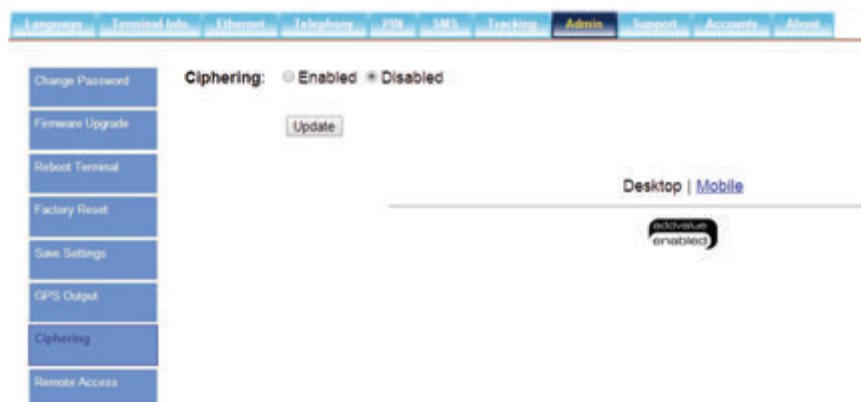 Language Terminal Info Ethernet Telephony PIN SMS Tracking Admin Support Accounts About
Change Password
Ciphering: Enabled Disabled
Firmware Upgrade
Update
Reboot Terminal
Desktop | Mobile
Factory Reset
addvalue
enabled
Save Settings
GPS Output
Ciphering
Remote Access